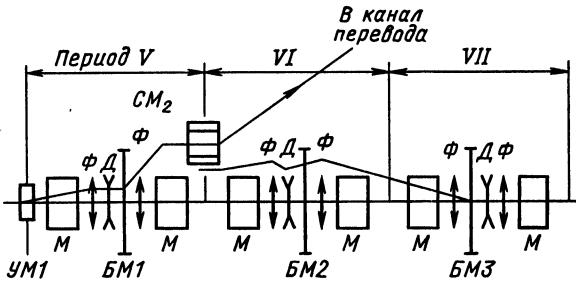 В канал
перевода
Период V VI VII
СМ2
Ф Ф Д Ф Д Ф Ф Д Ф
М М М М М М
УМ1 БМ1 БМ2 БМ3